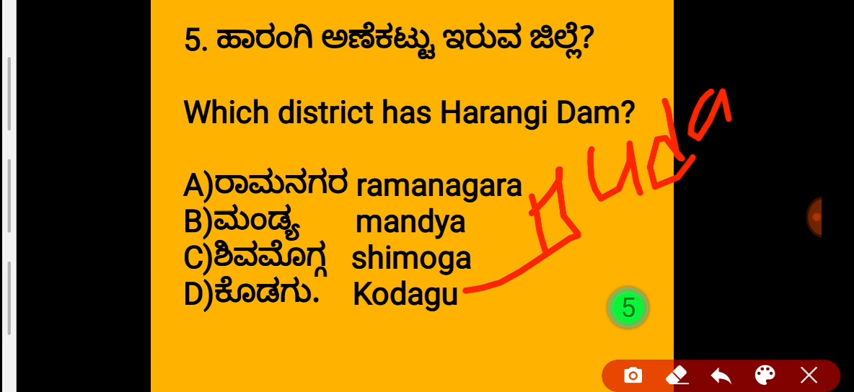 5. ಹಾರಂಗಿ ಅಣೆಕಟ್ಟು ಇರುವ ಜಿಲ್ಲೆ?
Which district has Harangi Dam?
A)ರಾಮನಗರ ramanagara
B)ಮಂಡ್ಯ mandya
C)ಶಿವಮೊಗ್ಗ shimoga
D)ಕೊಡಗು. Kodagu
5